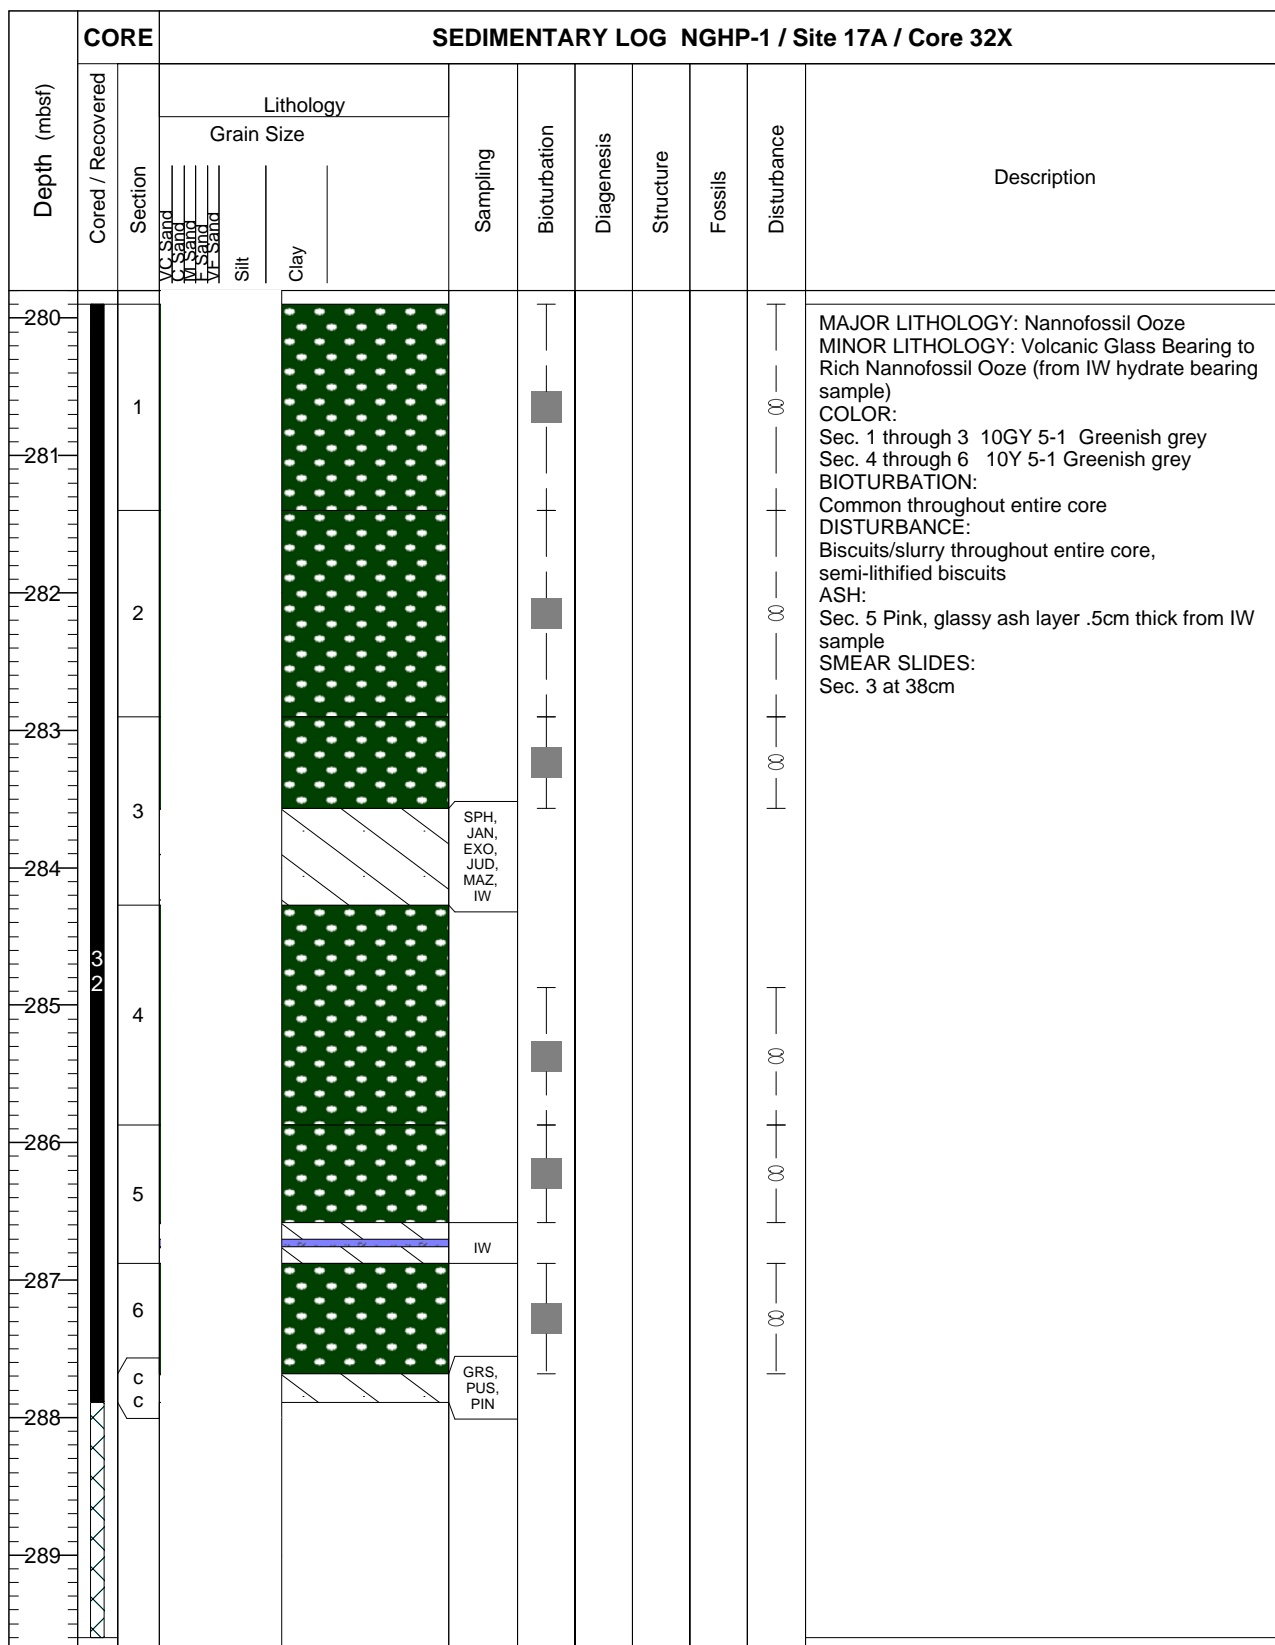 CORE
SEDIMENTARY LOG NGHP-1 / Site 17A / Core 32X
Depth (mbsf)
Cored / Recovered
Section
Lithology
Grain Size
VC Sand
C Sand
M Sand
F Sand
VF Sand
Silt
Clay
Sampling
Bioturbation
Diagenesis
Structure
Fossils
Disturbance
Description
280
281
282
283
284
285
286
287
288
289
3
2
1
2
3
4
5
6
C
C
SPH,
JAN,
EXO,
JUD,
MAZ,
IW
IW
GRS,
PUS,
PIN
MAJOR LITHOLOGY: Nannofossil Ooze
MINOR LITHOLOGY: Volcanic Glass Bearing to
Rich Nannofossil Ooze (from IW hydrate bearing
sample)
COLOR:
Sec. 1 through 3 10GY 5-1 Greenish grey
Sec. 4 through 6 10Y 5-1 Greenish grey
BIOTURBATION:
Common throughout entire core
DISTURBANCE:
Biscuits/slurry throughout entire core,
semi-lithified biscuits
ASH:
Sec. 5 Pink, glassy ash layer .5cm thick from IW
sample
SMEAR SLIDES:
Sec. 3 at 38cm